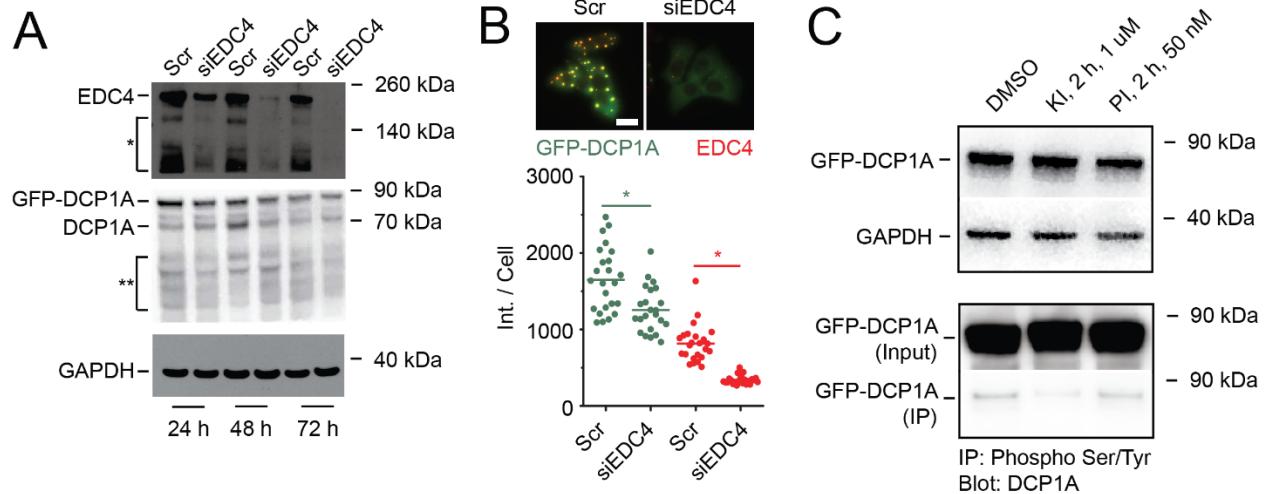 A
Scr
siEDC4
Scr
siEDC4
Scr
siEDC4
EDC4
260 kDa
*
140 kDa
GFP-DCP1A
90 kDa
DCP1A
70 kDa
**
GAPDH
40 kDa
24 h 48 h 72 h
B
Scr siEDC4
GFP-DCP1A EDC4
3000
2000
1000
0
Int. / Cell
*
*
Scr
siEDC4
Scr
siEDC4
C
DMSO
KI, 2 h, 1 uM
PI, 2 h, 50 nM
90 kDa
GFP-DCP1A
40 kDa
GAPDH
GFP-DCP1A
(Input)
90 kDa
GFP-DCP1A
(IP)
90 kDa
IP: Phospho Ser/Tyr
Blot: DCP1A